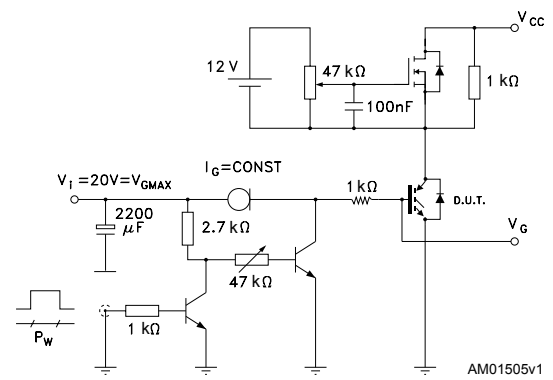 V_CC
12 V
47 kΩ
100nF
1 kΩ
V_i =20V=V_GMAX
I_G=CONST
1 kΩ
D.U.T.
2200
μF
2.7 kΩ
V_G
47 kΩ
1 kΩ
P_W
AM01505v1